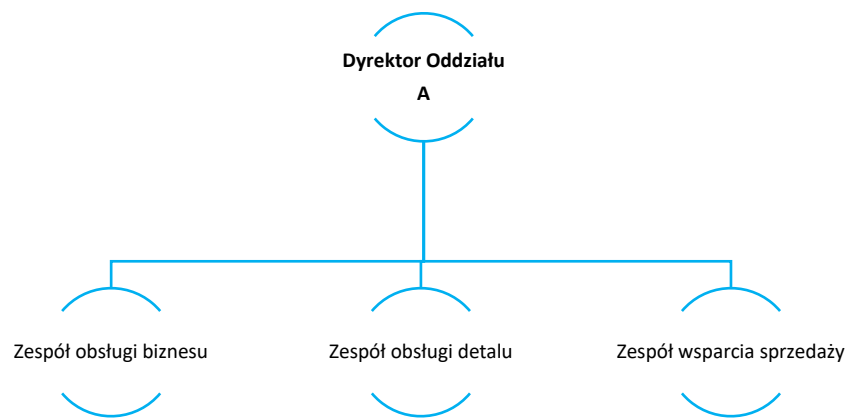 Dyrektor Oddziału
A
Zespół obsługi biznesu
Zespół obsługi detalu
Zespół wsparcia sprzedaży